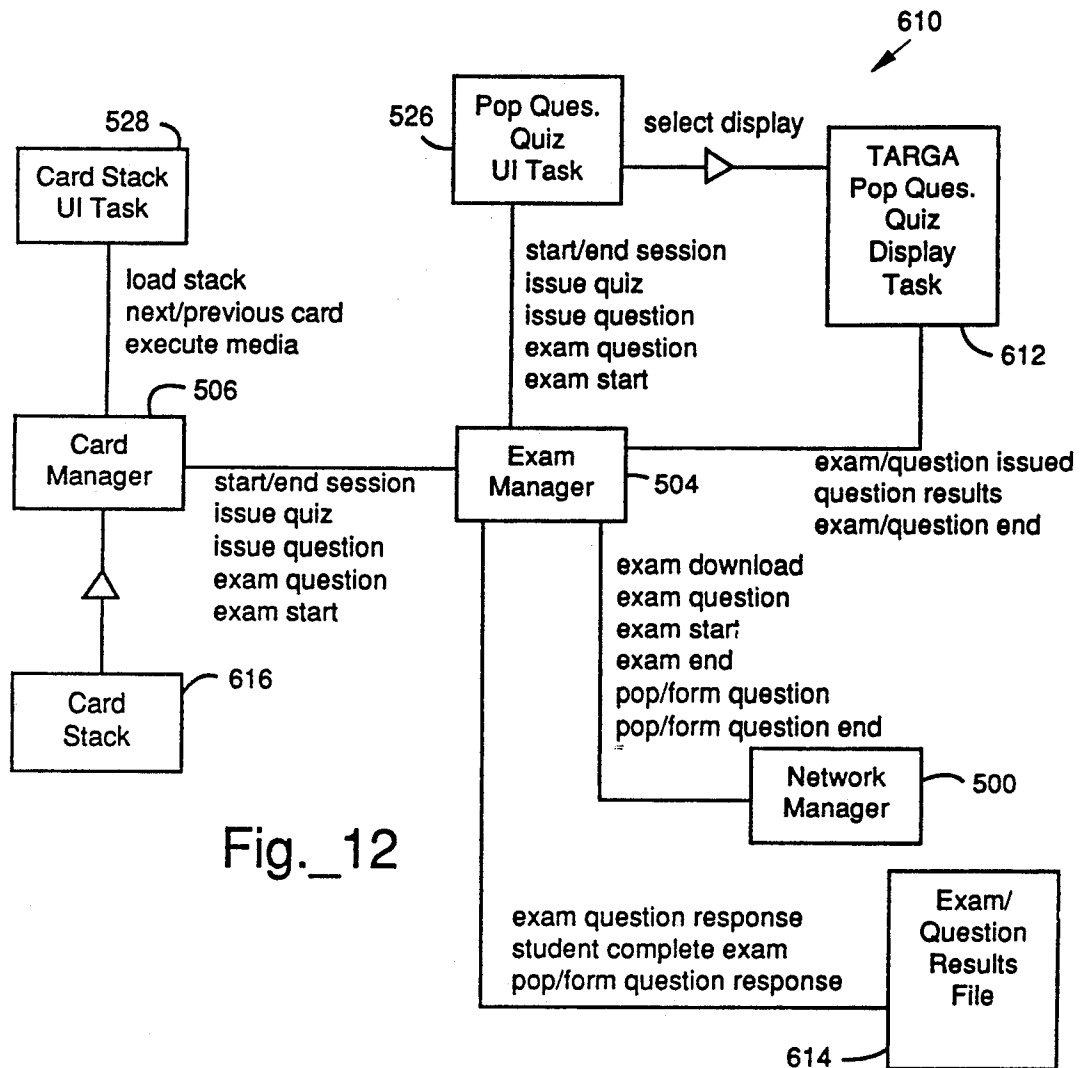 610
526
Pop Ques.
Quiz
UI Task
select display
TARGA
Pop Ques.
Quiz
Display
Task
612
528
Card Stack
UI Task
load stack
next/previous card
execute media
start/end session
issue quiz
issue question
exam question
exam start
506
Card
Manager
start/end session
issue quiz
issue question
exam question
exam start
Exam
Manager
504
exam/question issued
question results
exam/question end
616
Card
Stack
exam download
exam question
exam start
exam end
pop/form question
pop/form question end
Network
Manager
500
Fig._12
exam question response
student complete exam
pop/form question response
Exam/
Question
Results
File
614